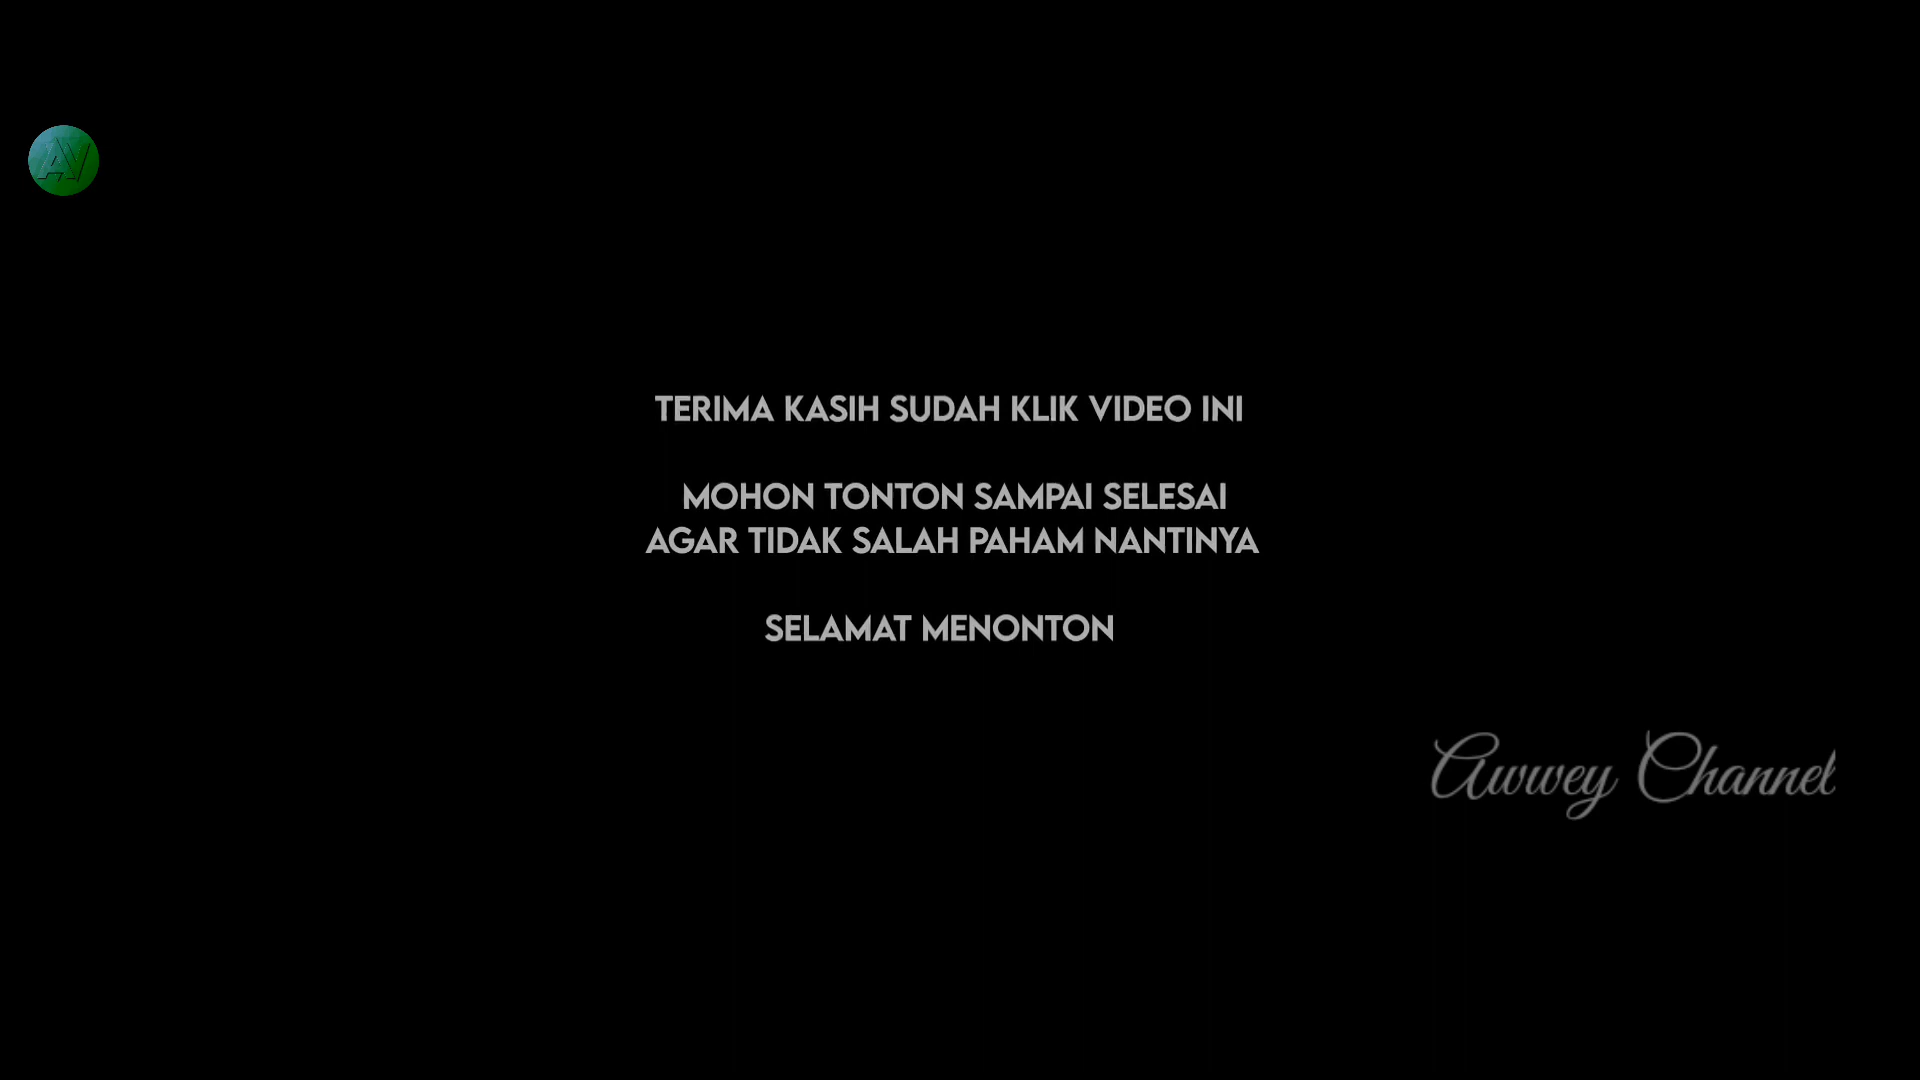 TERIMA KASIH SUDAH KLIK VIDEO INI
MOHON TONTON SAMPAI SELESAI
AGAR TIDAK SALAH PAHAM NANTINYA
SELAMAT MENONTON
Awwey Channel